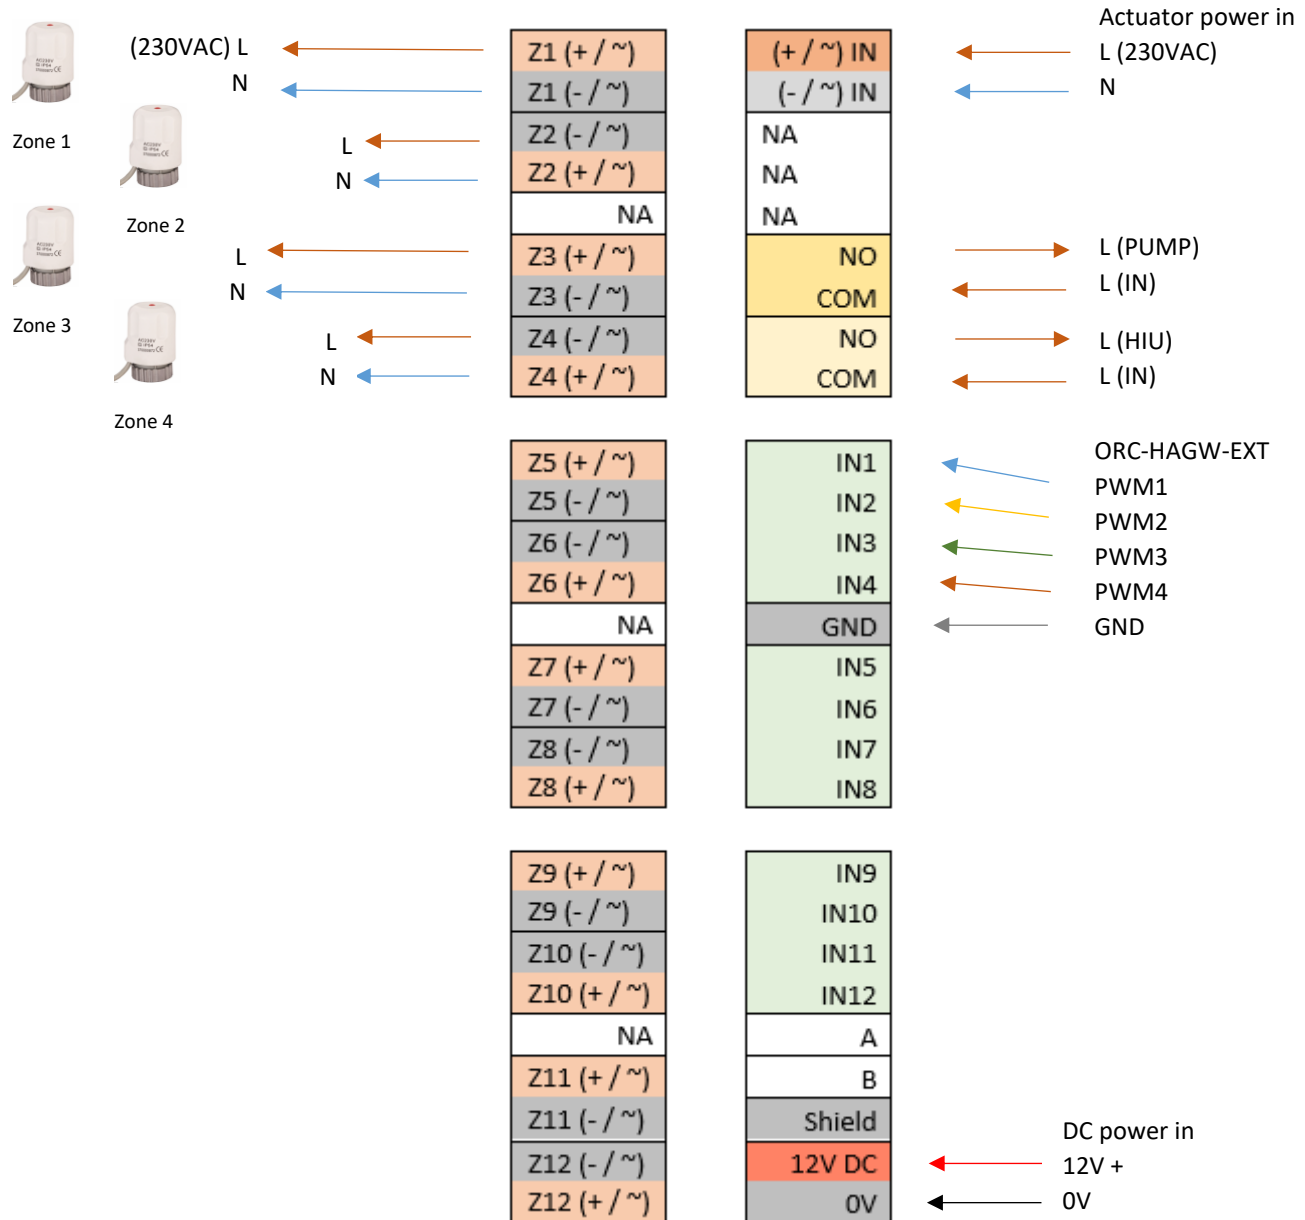 Actuator power in
(230VAC) L
Z1 (+ / ~)
(+ / ~) IN
L (230VAC)
N
Z1 (- / ~)
(- / ~) IN
N
Zone 1
L
Z2 (- / ~)
NA
N
Z2 (+ / ~)
NA
Zone 2
NA
NA
L
Z3 (+ / ~)
NO
L (PUMP)
N
Z3 (- / ~)
COM
L (IN)
Zone 3
L
Z4 (- / ~)
NO
L (HIU)
N
Z4 (+ / ~)
COM
L (IN)
Zone 4
ORC-HAGW-EXT
Z5 (+ / ~)
IN1
PWM1
Z5 (- / ~)
IN2
PWM2
Z6 (- / ~)
IN3
PWM3
Z6 (+ / ~)
IN4
PWM4
NA
GND
GND
Z7 (+ / ~)
IN5
Z7 (- / ~)
IN6
Z8 (- / ~)
IN7
Z8 (+ / ~)
IN8
Z9 (+ / ~)
IN9
Z9 (- / ~)
IN10
Z10 (- / ~)
IN11
Z10 (+ / ~)
IN12
NA
A
Z11 (+ / ~)
B
Z11 (- / ~)
Shield
DC power in
Z12 (- / ~)
12V DC
12V +
Z12 (+ / ~)
0V
0V